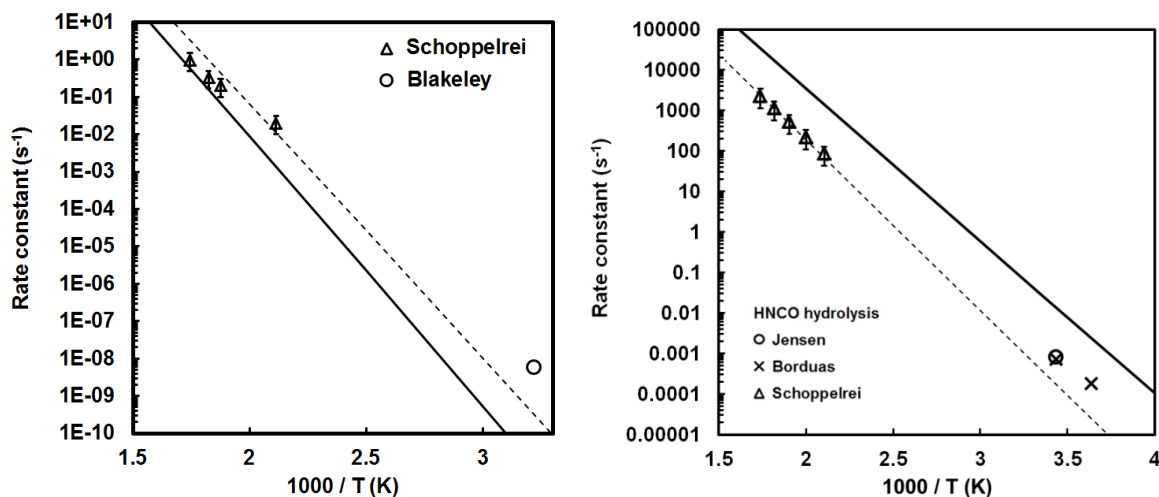 Rate constant (s⁻¹)
1E+01
1E+00
1E-01
1E-02
1E-03
1E-04
1E-05
1E-06
1E-07
1E-08
1E-09
1E-10
Schoppelrei
Blakeley
1.5 2 2.5 3
1000 / T (K)
Rate constant (s⁻¹)
100000
10000
1000
100
10
1
0.1
0.01
0.001
0.0001
0.00001
HNCO hydrolysis
Jensen
Borduas
Schoppelrei
1.5 2 2.5 3 3.5 4
1000 / T (K)